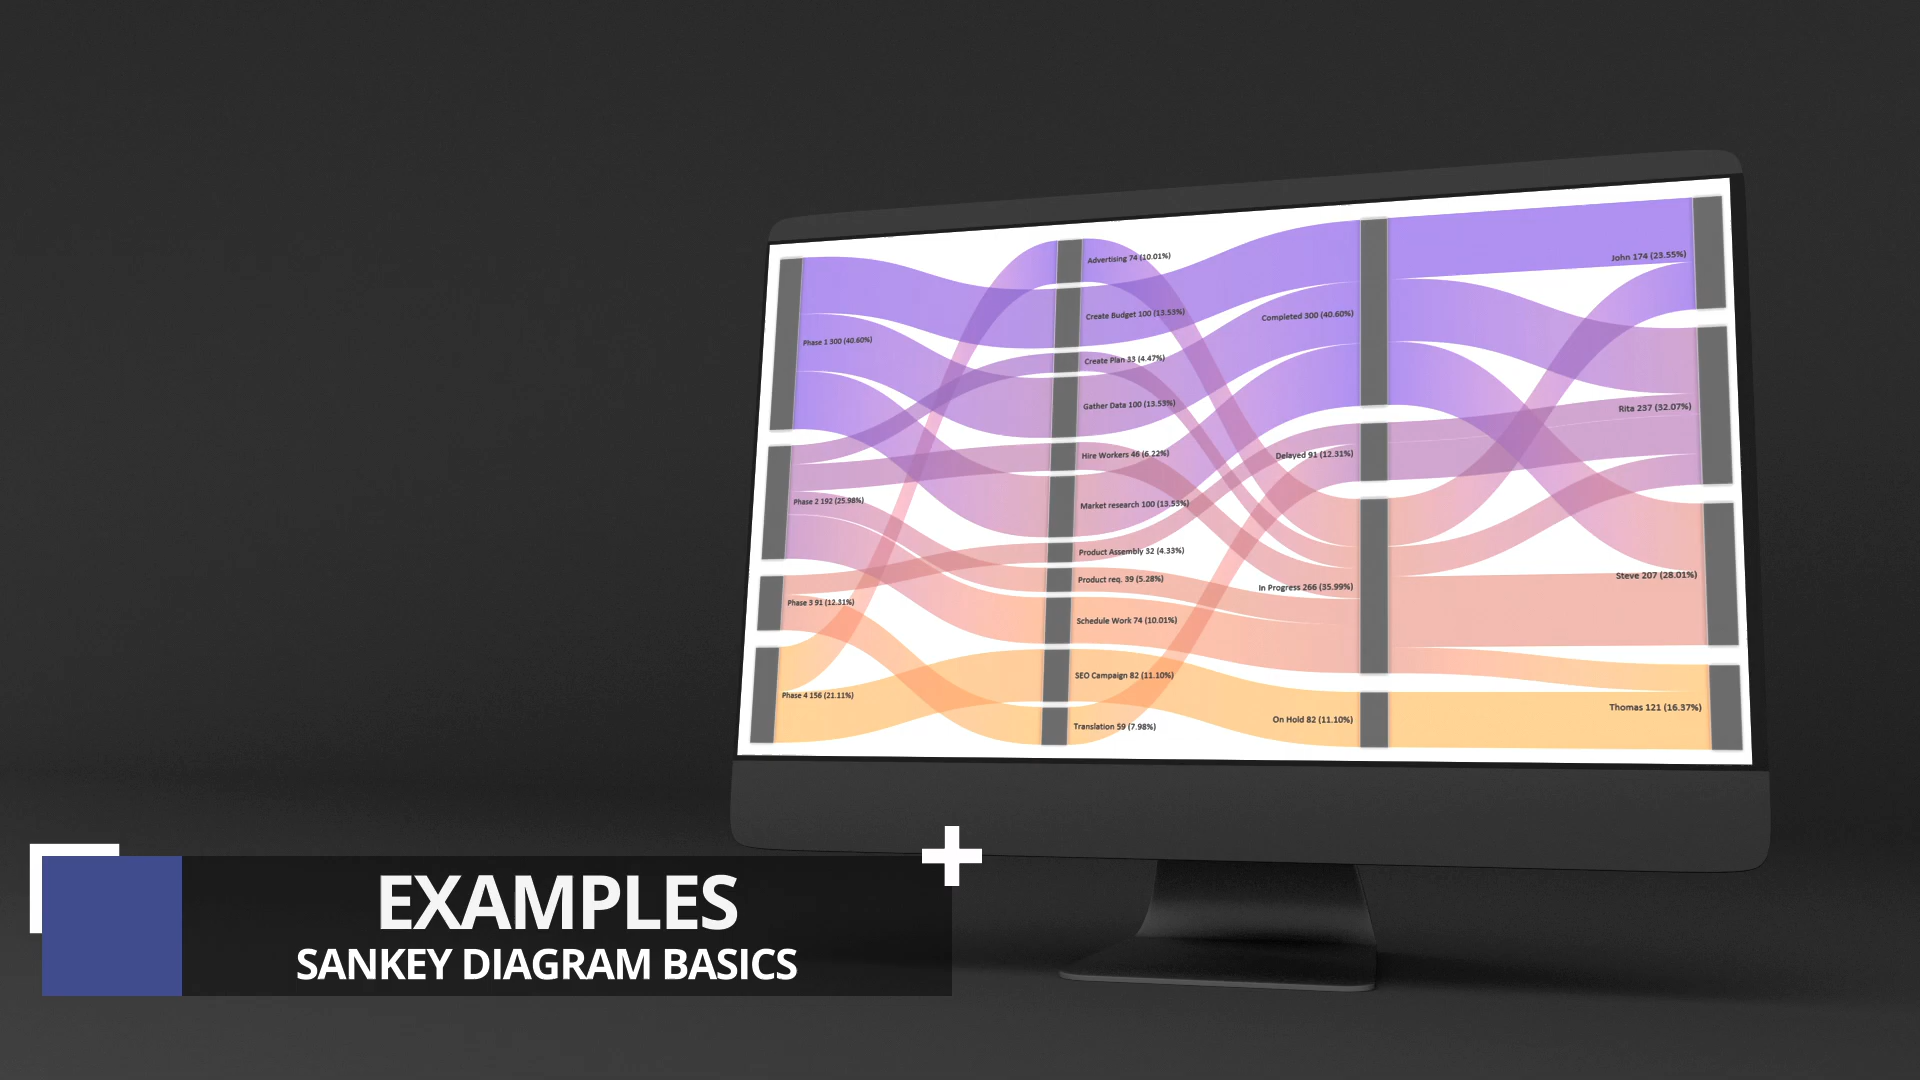 Phase 1 300 (40.60%)
Phase 2 192 (25.98%)
Phase 3 91 (12.31%)
Phase 4 156 (21.11%)
Advertising 74 (10.01%)
Create Budget 100 (13.53%)
Create Plan 33 (4.47%)
Gather Data 100 (13.53%)
Hire Workers 46 (6.22%)
Market research 100 (13.53%)
Product Assembly 32 (4.33%)
Product req. 39 (5.28%)
Schedule Work 74 (10.01%)
SEO Campaign 82 (11.10%)
Translation 59 (7.98%)
Completed 300 (40.60%)
Delayed 91 (12.31%)
In Progress 266 (35.99%)
On Hold 82 (11.10%)
John 174 (23.55%)
Rita 237 (32.07%)
Steve 207 (28.01%)
Thomas 121 (16.37%)
EXAMPLES
SANKEY DIAGRAM BASICS